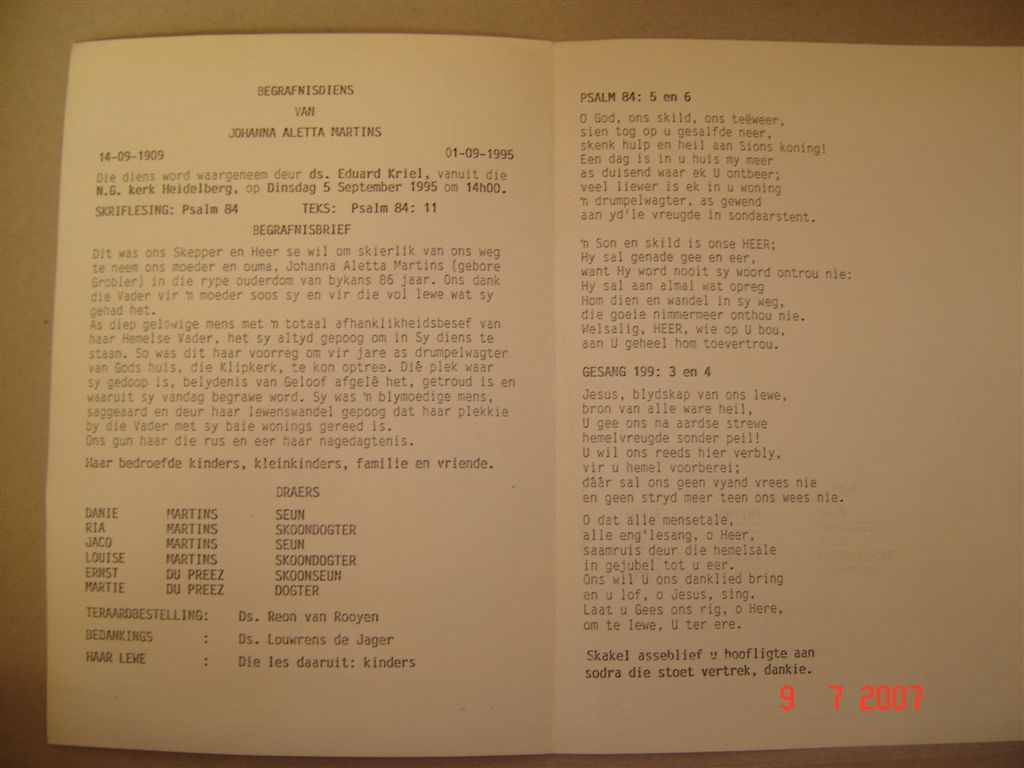 BEGRAFNISDIENS
VAN
JOHANNA ALETTA MARTINS
14-09-1909 01-09-1995
Die diens word waargeneem deur ds. Eduard Kriel, vanuit die
N.G. kerk Heidelberg, op Dinsdag 5 September 1995 om 14h00.
SKRIFLESING: Psalm 84 TEKS: Psalm 84: 11
BEGRAFNISBRIEF
Dit was ons Skepper en Heer se wil om skierlik van ons weg
te neem ons moeder en ouma, Johanna Aletta Martins (gebore
Grobler) in die rype ouderdom van bykans 86 jaar. Ons dank
die Vader vir 'n moeder soos sy en vir die vol lewe wat sy
gehad het.
As diep gelowige mens met 'n totaal afhanklikheidsbesef van
haar Hemelse Vader, het sy altyd gepoog om in Sy diens te
staan. So was dit haar voorreg om vir jare as drumpelwagter
van Gods huis, die Klipkerk, te kon optree. Diê plek waar
sy gedoop is, belydenis van Geloof afgelê het, getroud is en
waaruit sy vandag begrawe word. Sy was 'n blymoedige mens,
saggeaard en deur haar lewenswandel gepoog dat haar plekkie
by die Vader met sy baie wonings gereed is.
Ons gun haar die rus en eer haar nagedagtenis.
Haar bedroefde kinders, kleinkinders, familie en vriende.
DRAERS
DANIE MARTINS SEUN
RIA MARTINS SKOONDOGTER
JACO MARTINS SEUN
LOUISE MARTINS SKOONDOGTER
ERNST DU PREEZ SKOONSEUN
MARTIE DU PREEZ DOGTER
TERAARDBESTELLING: Ds. Reon van Rooyen
BEDANKINGS : Ds. Louwrens de Jager
HAAR LEWE : Die les daaruit: kinders
PSALM 84: 5 en 6
O God, ons skild, ons teëweer,
sien tog op u gesalfde neer,
skenk hulp en heil aan Sions koning!
Een dag is in u huis my meer
as duisend waar ek U ontbeer;
veel liewer is ek in u woning
'n drumpelwagter, as gewend
aan yd'le vreugde in sondaarstent.
'n Son en skild is onse HEER;
Hy sal genade gee en eer,
want Hy word nooit sy woord ontrou nie:
Hy sal aan almal wat opreg
Hom dien en wandel in sy weg,
die goeie nimmermeer onthou nie.
Welsalig, HEER, wie op U bou,
aan U geheel hom toevertrou.
GESANG 199: 3 en 4
Jesus, blydskap van ons lewe,
bron van alle ware heil,
U gee ons na aardse strewe
hemelvreugde sonder peil!
U wil ons reeds hier verbly,
vir u hemel voorberei;
dââr sal ons geen vyand vrees nie
en geen stryd meer teen ons wees nie.
O dat alle mensetale,
alle eng'lesang, o Heer,
saamruis deur die hemelsale
in gejubel tot u eer.
Ons wil U ons danklied bring
en u lof, o Jesus, sing.
Laat u Gees ons rig, o Here,
om te lewe, U ter ere.
Skakel asseblief u hoofligte aan
sodra die stoet vertrek, dankie.
9 7 2007